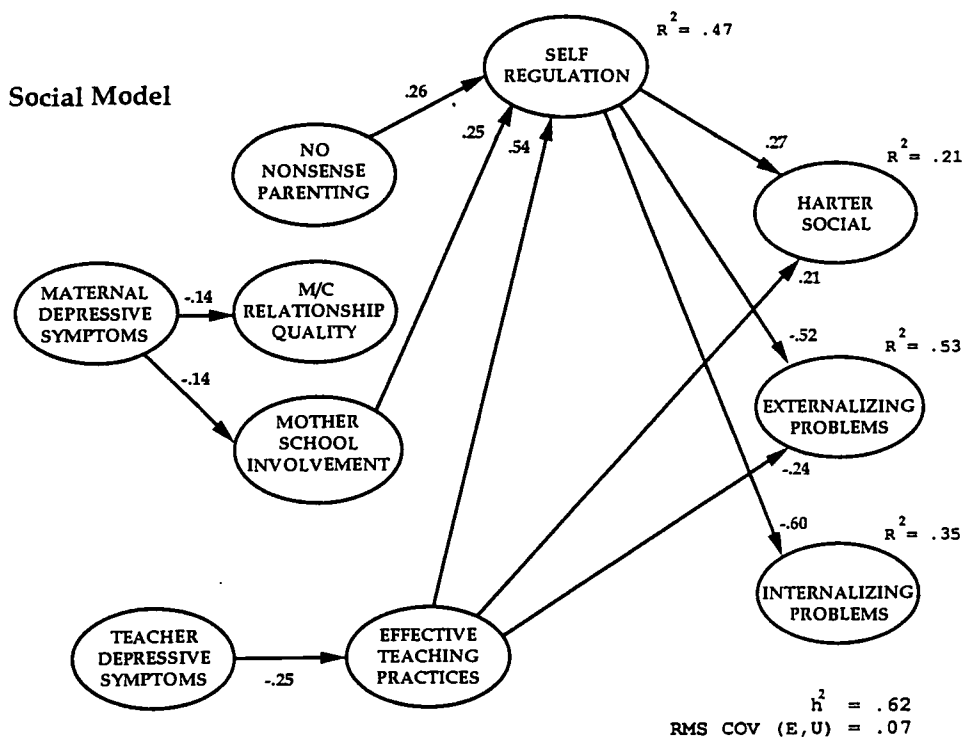 R² = .47
SELF
REGULATION
Social Model
.26
.25
.54
.27
R² = .21
NO
NONSENSE
PARENTING
HARTER
SOCIAL
.21
MATERNAL
DEPRESSIVE
SYMPTOMS
-.14
M/C
RELATIONSHIP
QUALITY
-.14
-.52
R² = .53
MOTHER
SCHOOL
INVOLVEMENT
EXTERNALIZING
PROBLEMS
-.24
-.60
R² = .35
INTERNALIZING
PROBLEMS
TEACHER
DEPRESSIVE
SYMPTOMS
-.25
EFFECTIVE
TEACHING
PRACTICES
h² = .62
RMS COV (E,U) = .07